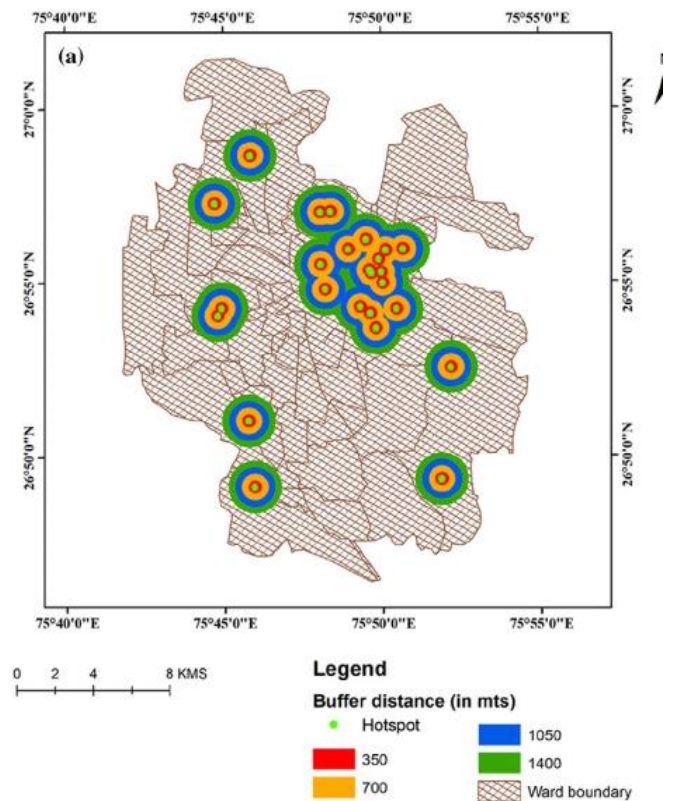 75°40'0"E 75°45'0"E 75°50'0"E 75°55'0"E
(a)
27°0'0"N 27°0'0"N
26°55'0"N 26°55'0"N
26°50'0"N 26°50'0"N
75°40'0"E 75°45'0"E 75°50'0"E 75°55'0"E
0 2 4 8 KMS
Legend
Buffer distance (in mts)
Hotspot
350
700
1050
1400
Ward boundary